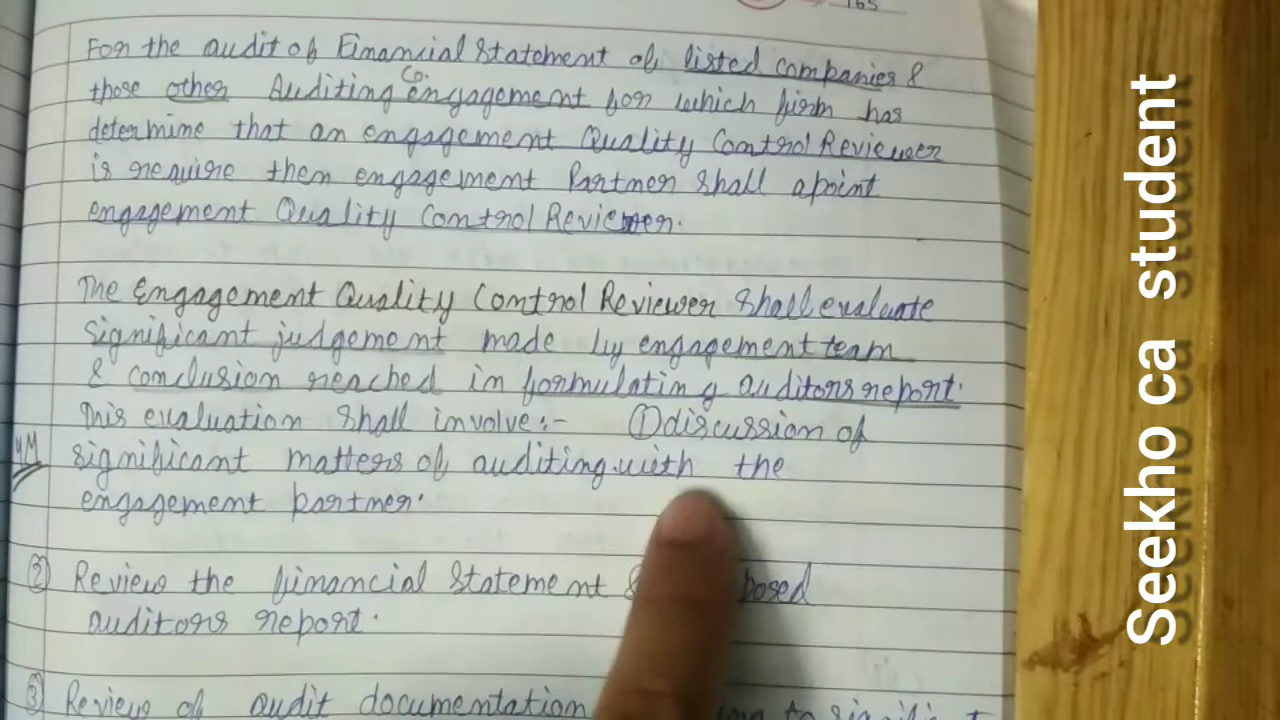 165
For the audit of Financial Statement of listed companies &
Co.
those other Auditing engagement for which firm has
determine that an engagement Quality Control Reviewer
is require then engagement Partner Shall apoint
engagement Quality Control Reviewer.
The Engagement Quality Control Reviewer Shall evaluate
significant judgement made by engagement team
& conclusion reached in formulating auditors report.
This evaluation Shall involve:- ① discussion of
4M
significant matters of auditing with the
engagement partner.
② Review the financial Statement &
auditors report.
③ Review of audit documentation to
Seekho ca student